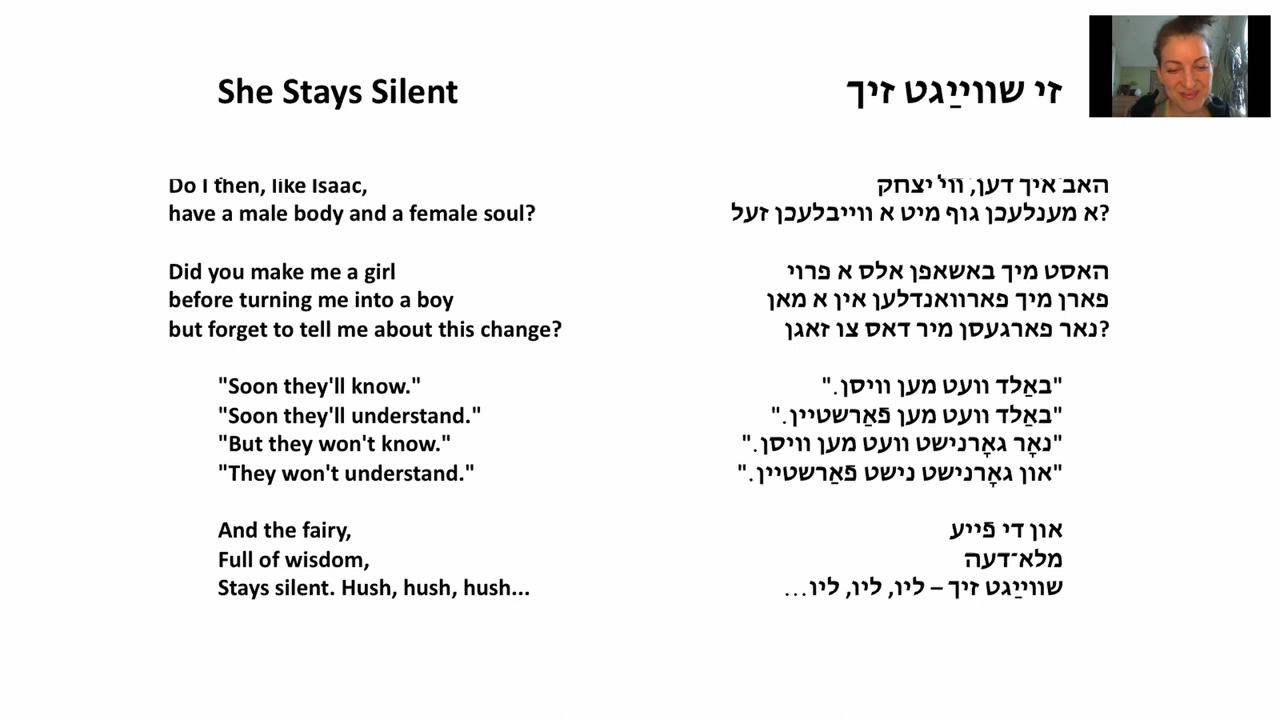 She Stays Silent
Do I then, like Isaac,
have a male body and a female soul?
Did you make me a girl
before turning me into a boy
but forget to tell me about this change?
"Soon they'll know."
"Soon they'll understand."
"But they won't know."
"They won't understand."
And the fairy,
Full of wisdom,
Stays silent. Hush, hush, hush...
זי שווײַגט זיך
האב איך דען, ווי יצחק
א מענלעכן גוף מיט א ווייבלעכן זעל?
האסט מיך באשאפן אלס א פרוי
פארן מיך פארוואנדלען אין א מאן
נאר פארגעסן מיר דאס צו זאגן?
"באַלד וועט מען וויסן."
"באַלד וועט מען פֿאַרשטיין."
"נאָר גאָרנישט וועט מען וויסן."
"און גאָרנישט נישט פֿאַרשטיין."
און די פֿייע
מלא־דעה
שווײַגט זיך – ליו, ליו, ליו...